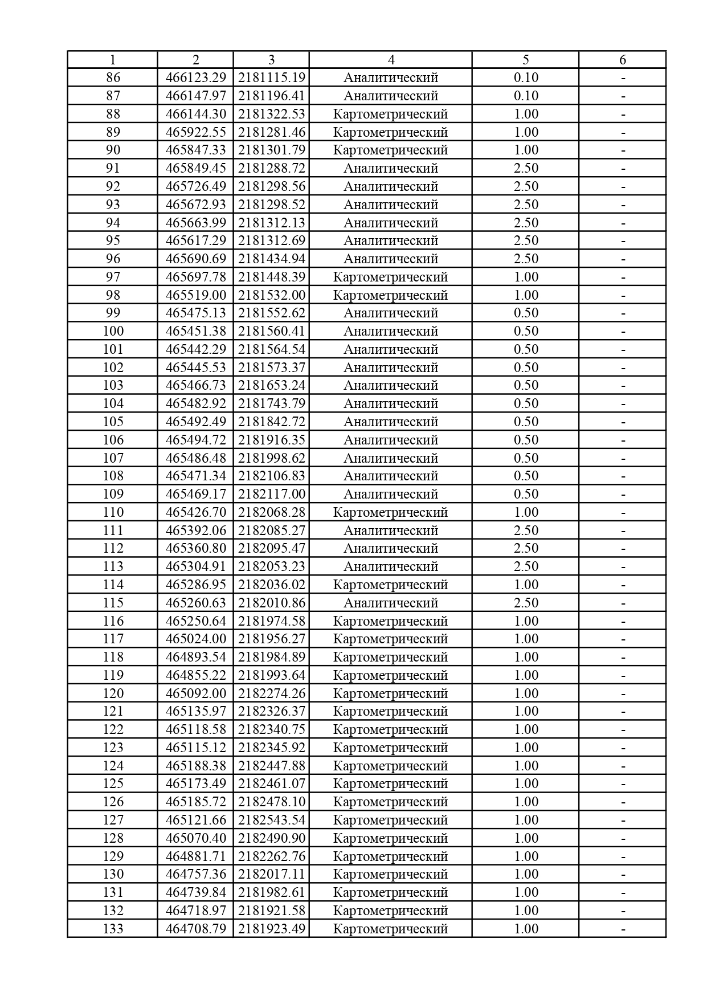 1 2 3 4 5 6
86 466123.29 2181115.19 Аналитический 0.10 -
87 466147.97 2181196.41 Аналитический 0.10 -
88 466144.30 2181322.53 Картометрический 1.00 -
89 465922.55 2181281.46 Картометрический 1.00 -
90 465847.33 2181301.79 Картометрический 1.00 -
91 465849.45 2181288.72 Аналитический 2.50 -
92 465726.49 2181298.56 Аналитический 2.50 -
93 465672.93 2181298.52 Аналитический 2.50 -
94 465663.99 2181312.13 Аналитический 2.50 -
95 465617.29 2181312.69 Аналитический 2.50 -
96 465690.69 2181434.94 Аналитический 2.50 -
97 465697.78 2181448.39 Картометрический 1.00 -
98 465519.00 2181532.00 Картометрический 1.00 -
99 465475.13 2181552.62 Аналитический 0.50 -
100 465451.38 2181560.41 Аналитический 0.50 -
101 465442.29 2181564.54 Аналитический 0.50 -
102 465445.53 2181573.37 Аналитический 0.50 -
103 465466.73 2181653.24 Аналитический 0.50 -
104 465482.92 2181743.79 Аналитический 0.50 -
105 465492.49 2181842.72 Аналитический 0.50 -
106 465494.72 2181916.35 Аналитический 0.50 -
107 465486.48 2181998.62 Аналитический 0.50 -
108 465471.34 2182106.83 Аналитический 0.50 -
109 465469.17 2182117.00 Аналитический 0.50 -
110 465426.70 2182068.28 Картометрический 1.00 -
111 465392.06 2182085.27 Аналитический 2.50 -
112 465360.80 2182095.47 Аналитический 2.50 -
113 465304.91 2182053.23 Аналитический 2.50 -
114 465286.95 2182036.02 Картометрический 1.00 -
115 465260.63 2182010.86 Аналитический 2.50 -
116 465250.64 2181974.58 Картометрический 1.00 -
117 465024.00 2181956.27 Картометрический 1.00 -
118 464893.54 2181984.89 Картометрический 1.00 -
119 464855.22 2181993.64 Картометрический 1.00 -
120 465092.00 2182274.26 Картометрический 1.00 -
121 465135.97 2182326.37 Картометрический 1.00 -
122 465118.58 2182340.75 Картометрический 1.00 -
123 465115.12 2182345.92 Картометрический 1.00 -
124 465188.38 2182447.88 Картометрический 1.00 -
125 465173.49 2182461.07 Картометрический 1.00 -
126 465185.72 2182478.10 Картометрический 1.00 -
127 465121.66 2182543.54 Картометрический 1.00 -
128 465070.40 2182490.90 Картометрический 1.00 -
129 464881.71 2182262.76 Картометрический 1.00 -
130 464757.36 2182017.11 Картометрический 1.00 -
131 464739.84 2181982.61 Картометрический 1.00 -
132 464718.97 2181921.58 Картометрический 1.00 -
133 464708.79 2181923.49 Картометрический 1.00 -